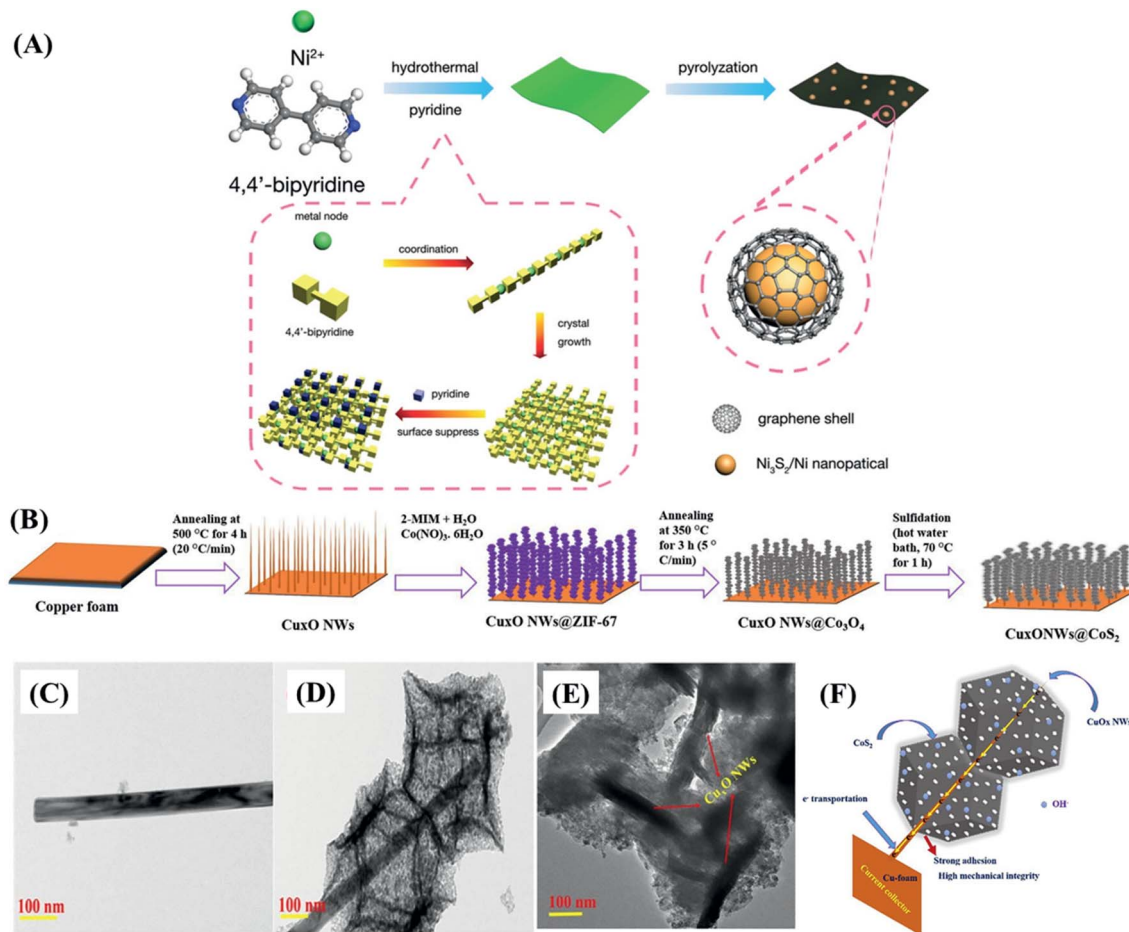 (A)
Ni²⁺
4,4'-bipyridine
hydrothermal
pyridine
pyrolyzation
metal node
4,4'-bipyridine
coordination
crystal
growth
pyridine
surface suppress
graphene shell
Ni₃S₂/Ni nanopatical
(B)
Copper foam
Annealing at
500 °C for 4 h
(20 °C/min)
CuxO NWs
2-MIM + H₂O
Co(NO)₃. 6H₂O
CuxO NWs@ZIF-67
Annealing
at 350 °C
for 3 h (5 °
C/min)
CuxO NWs@Co₃O₄
Sulfidation
(hot water
bath, 70 °C
for 1 h)
CuxONWs@CoS₂
(C)
100 nm
(D)
100 nm
(E)
CuₓO NWs
100 nm
(F)
CuOx NWs
CoS₂
OH⁻
e⁻ transportation
Strong adhesion
High mechanical integrity
Cu-foam
Current collector